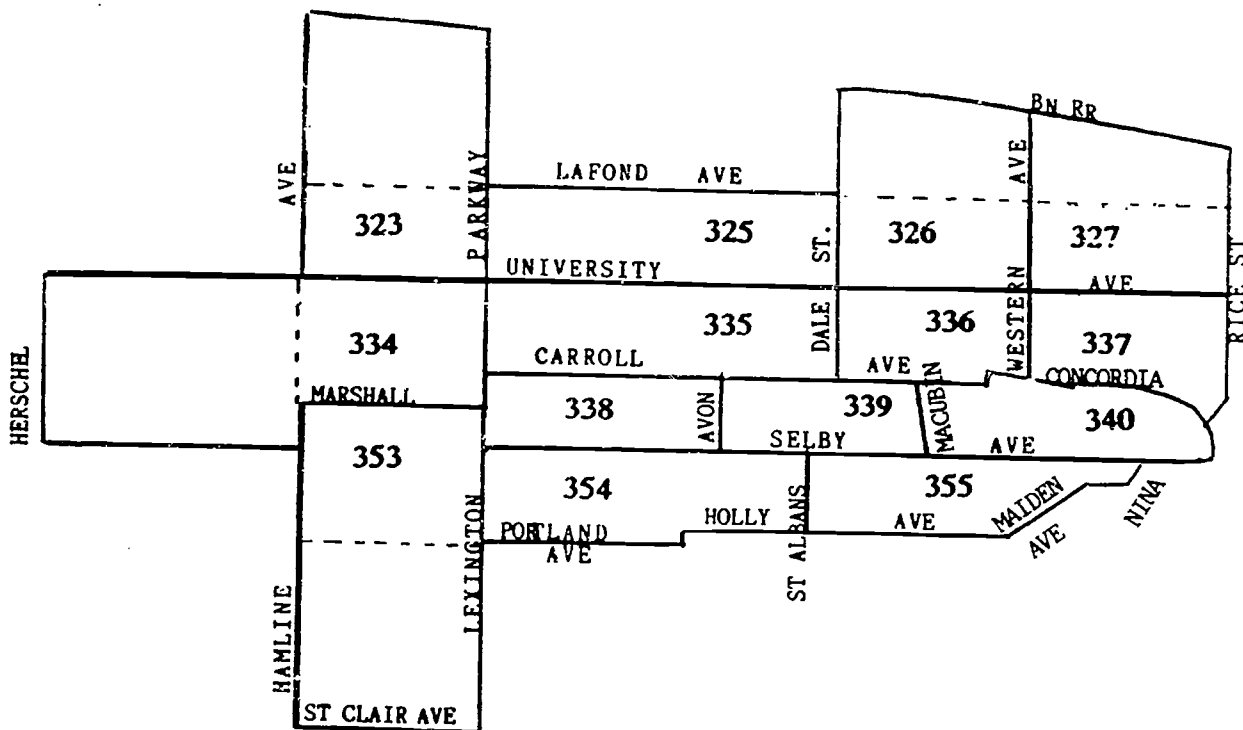 BN RR
LAFOND AVE
AVE
PARKWAY
AVE
323
325
326
327
DALE ST.
WESTERN
RICE ST
UNIVERSITY
AVE
334
335
336
337
HERSCHEL
CARROLL
AVE
CONCORDIA
MARSHALL
338
AVON
339
MACUBIN
340
SELBY
AVE
353
354
355
ST ALBANS
MAIDEN
AVE
NINA
HOLLY
AVE
PORTLAND
AVE
LEXINGTON
HAMLINE
ST CLAIR AVE